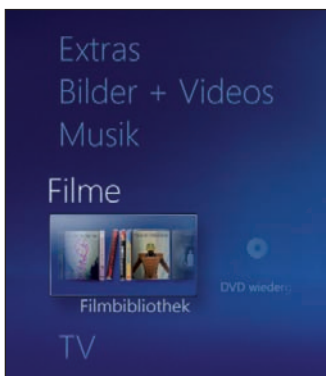 Extras
Bilder + Videos
Musik
Filme
Filmbibliothek
DVD wiederg
TV